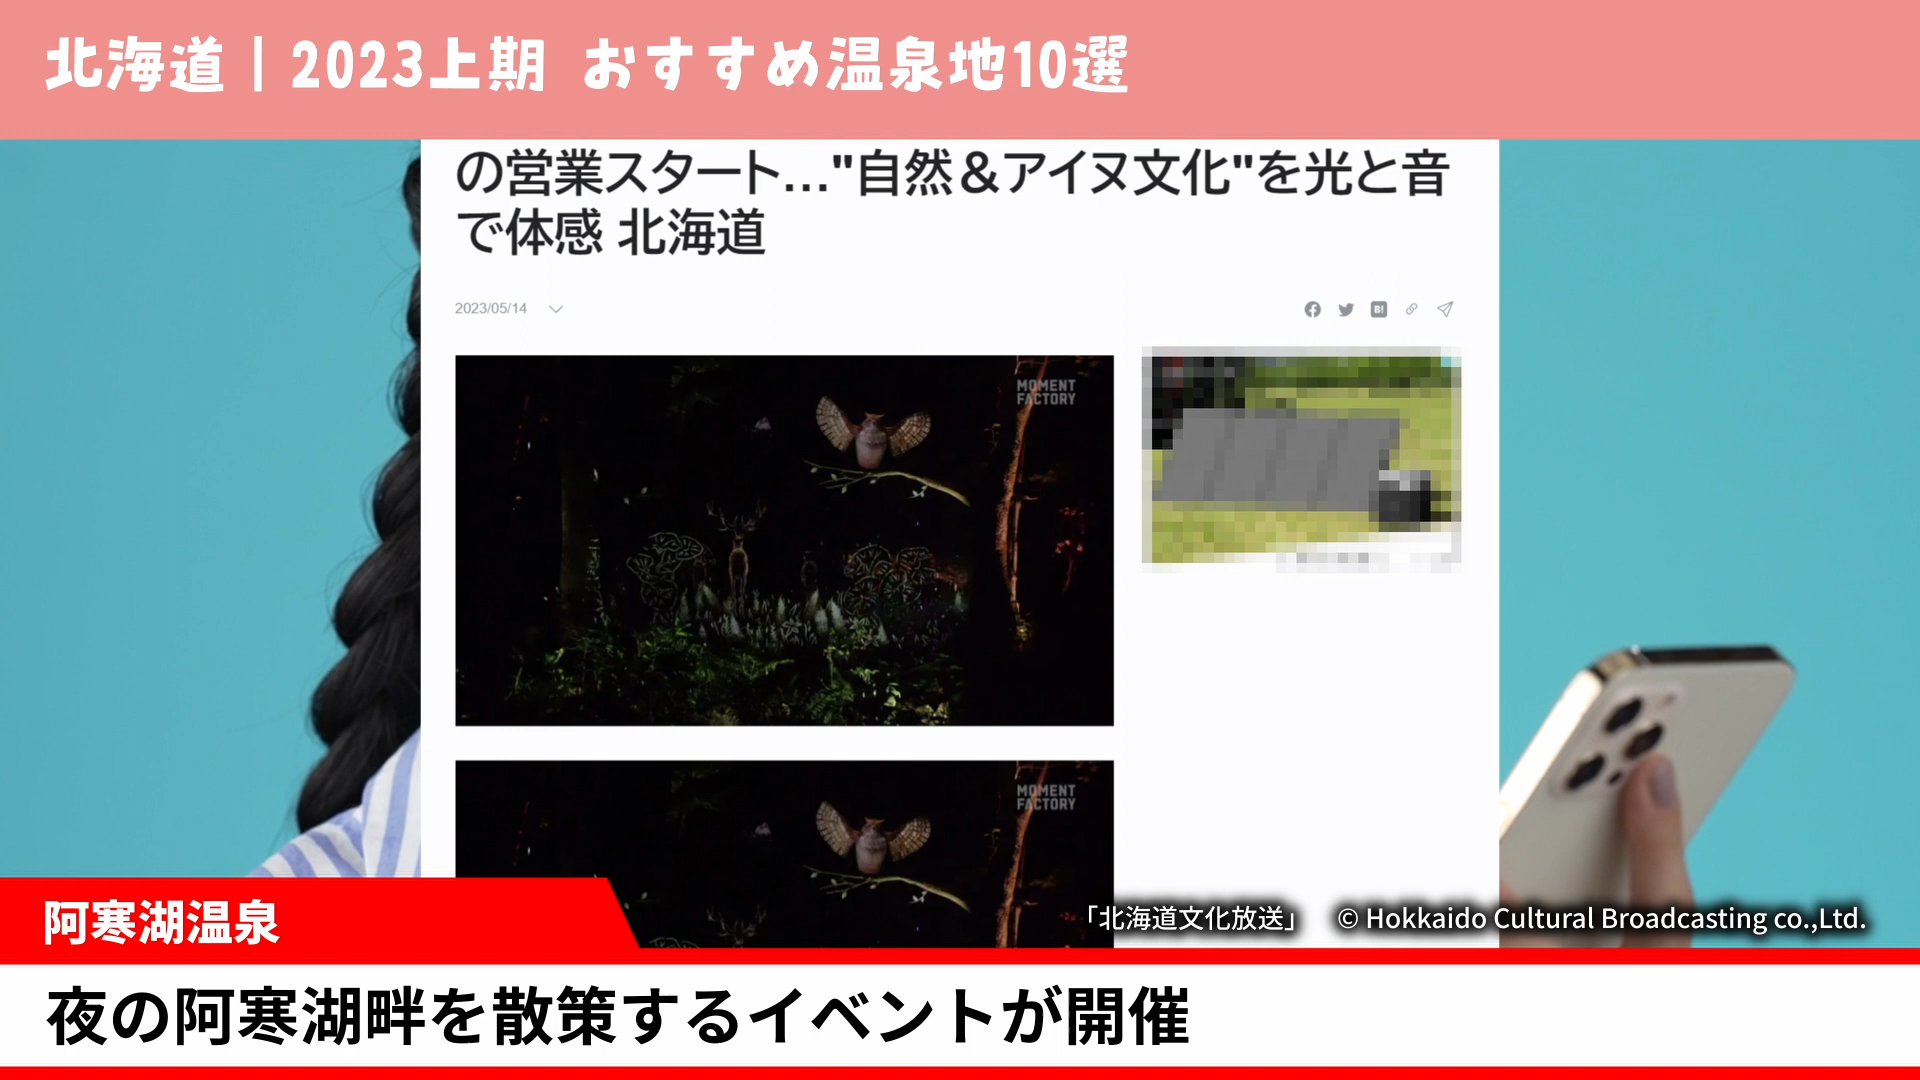 北海道｜2023上期 おすすめ温泉地10選
の営業スタート…"自然＆アイヌ文化"を光と音
で体感 北海道
2023/05/14
B!
MOMENT
FACTORY
MOMENT
FACTORY
阿寒湖温泉
「北海道文化放送」 © Hokkaido Cultural Broadcasting co.,Ltd.
夜の阿寒湖畔を散策するイベントが開催